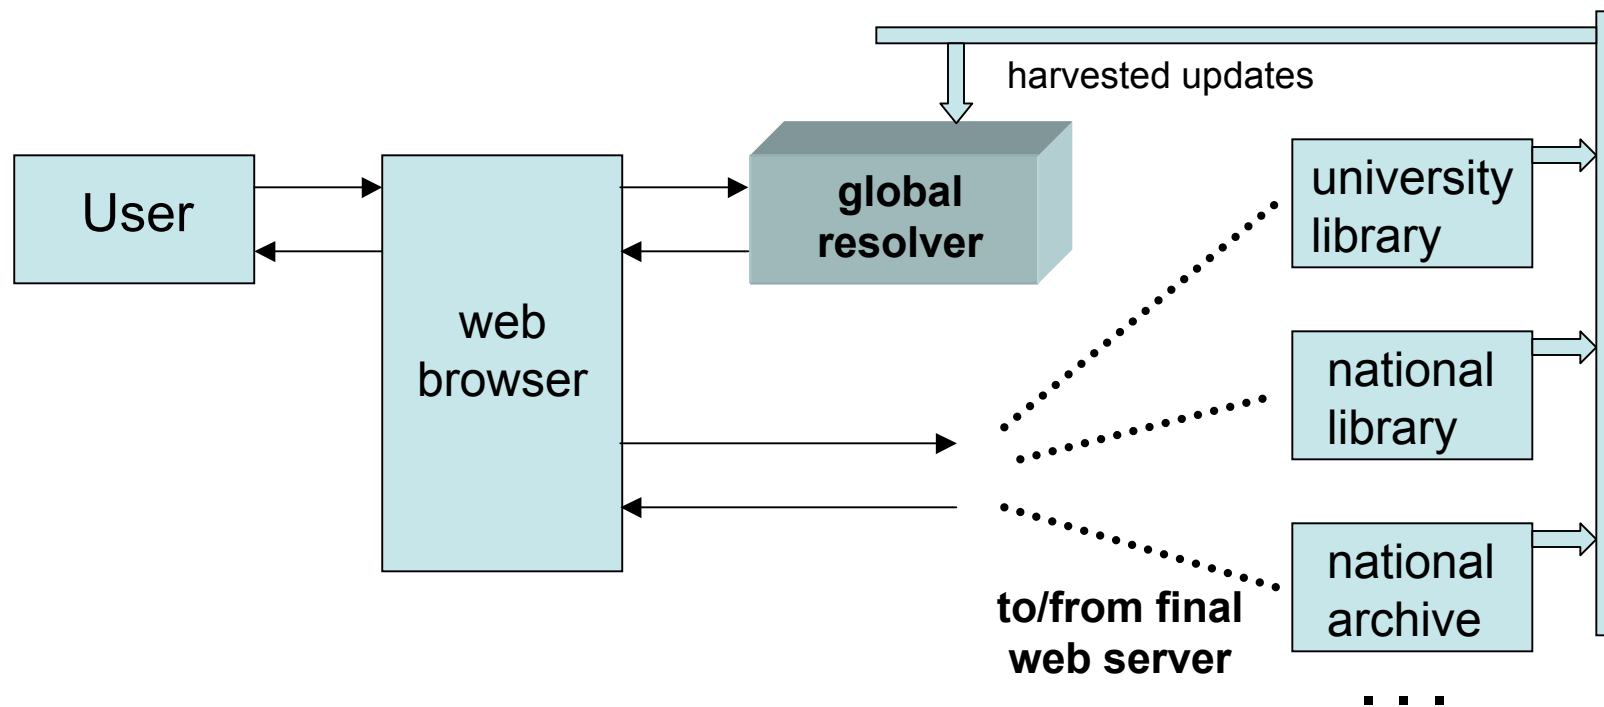 harvested updates
User
web
browser
global
resolver
university
library
national
library
national
archive
to/from final
web server
. . .